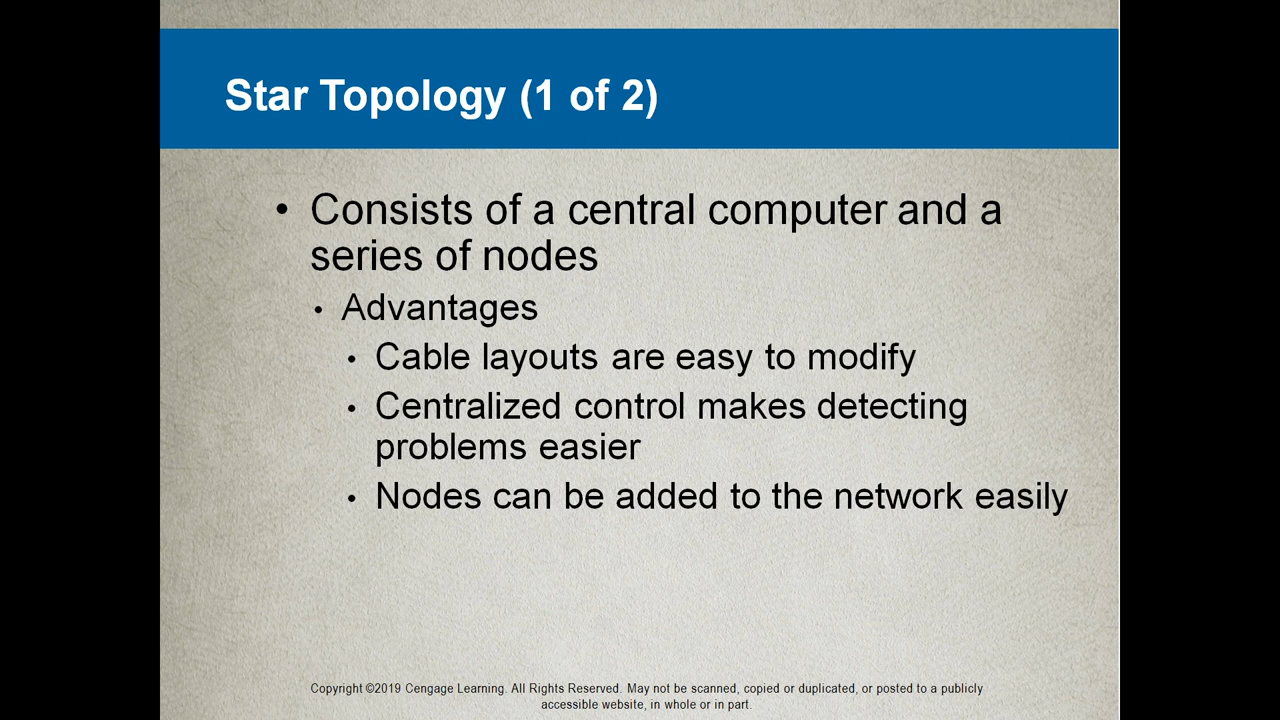 Star Topology (1 of 2)
• Consists of a central computer and a
series of nodes
• Advantages
• Cable layouts are easy to modify
• Centralized control makes detecting
problems easier
• Nodes can be added to the network easily
Copyright ©2019 Cengage Learning. All Rights Reserved. May not be scanned, copied or duplicated, or posted to a publicly
accessible website, in whole or in part.